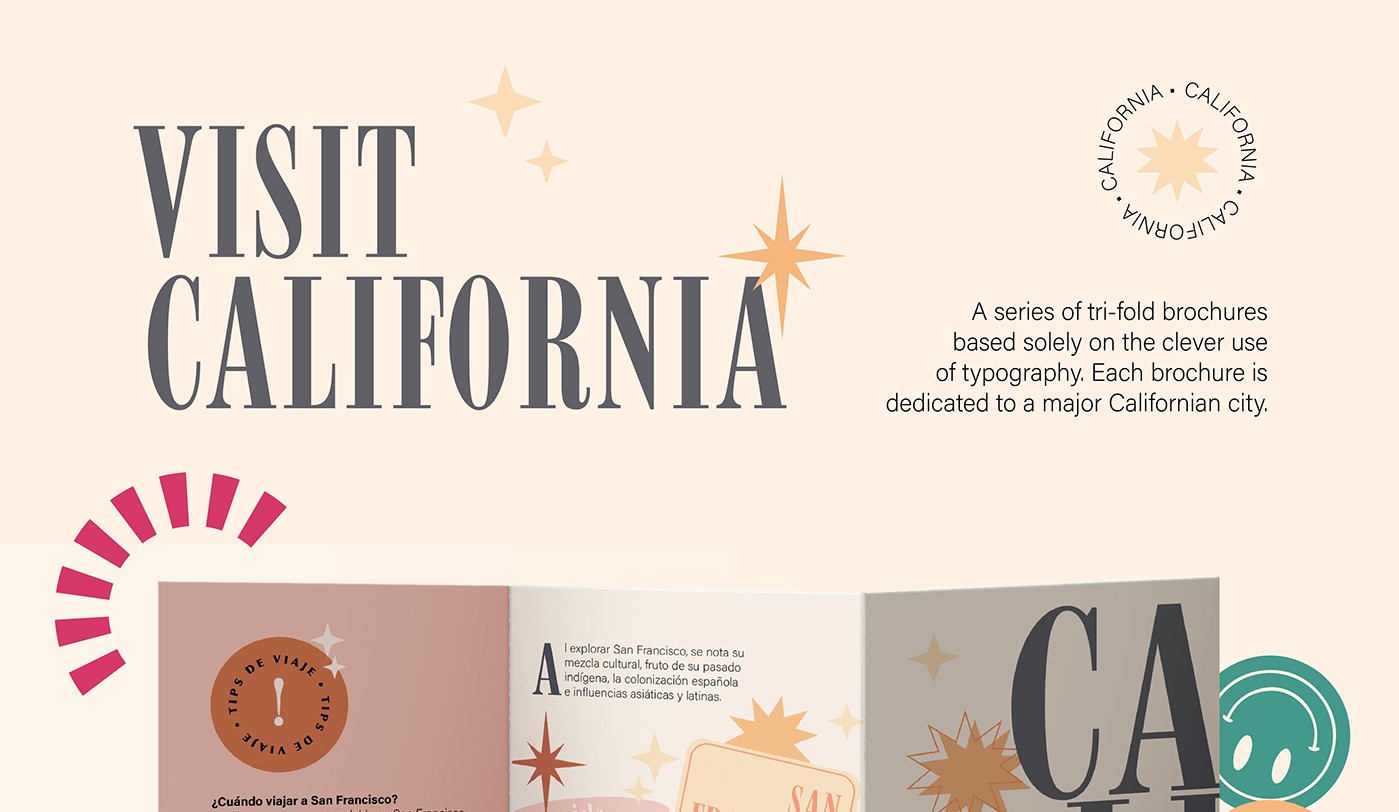 VISIT
CALIFORNIA
CALIFORNIA • CALIFORNIA • CALIFORNIA •
A series of tri-fold brochures
based solely on the clever use
of typography. Each brochure is
dedicated to a major Californian city.
TIPS DE VIAJE • TIPS DE VIAJE •
!
¿Cuándo viajar a San Francisco?
Al explorar San Francisco, se nota su
mezcla cultural, fruto de su pasado
indígena, la colonización española
e influencias asiáticas y latinas.
SAN
CA